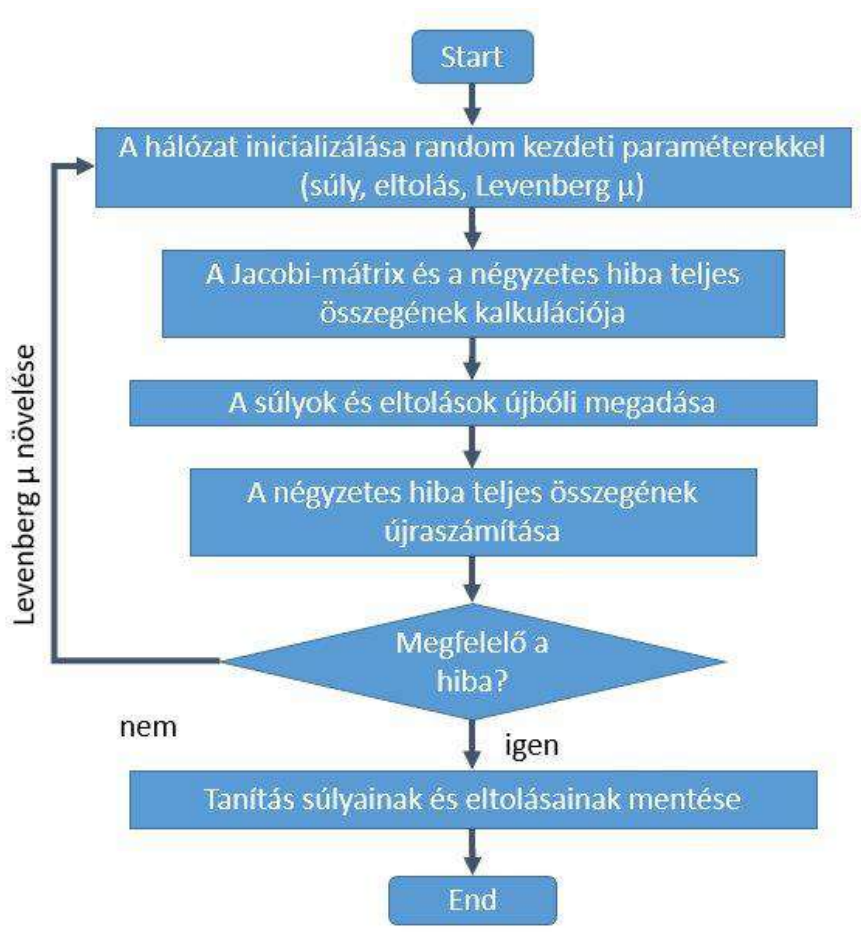 Start
A hálózat inicializálása random kezdeti paraméterekkel
(súly, eltolás, Levenberg μ)
A Jacobi-mátrix és a négyzetes hiba teljes
összegének kalkulációja
A súlyok és eltolások újbóli megadása
A négyzetes hiba teljes összegének
újraszámítása
Levenberg μ növelése
Megfelelő a
hiba?
nem
igen
Tanítás súlyainak és eltolásainak mentése
End